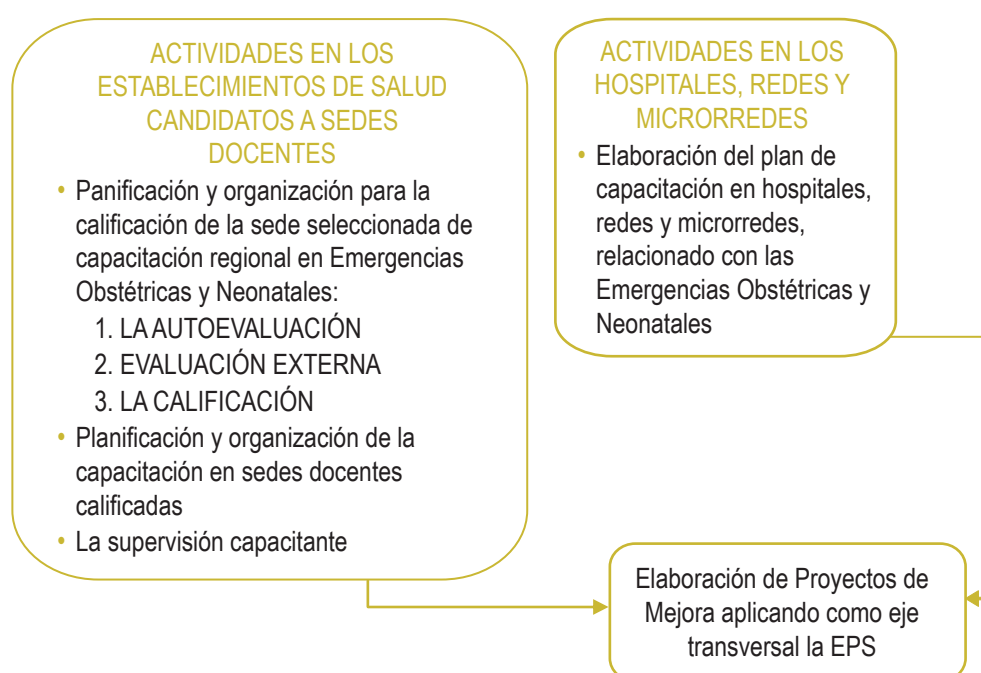 ACTIVIDADES EN LOS
ESTABLECIMIENTOS DE SALUD
CANDIDATOS A SEDES
DOCENTES
• Panificación y organización para la
calificación de la sede seleccionada de
capacitación regional en Emergencias
Obstétricas y Neonatales:
1. LA AUTOEVALUACIÓN
2. EVALUACIÓN EXTERNA
3. LA CALIFICACIÓN
• Planificación y organización de la
capacitación en sedes docentes
calificadas
• La supervisión capacitante
ACTIVIDADES EN LOS
HOSPITALES, REDES Y
MICRORREDES
• Elaboración del plan de
capacitación en hospitales,
redes y microrredes,
relacionado con las
Emergencias Obstétricas y
Neonatales
Elaboración de Proyectos de
Mejora aplicando como eje
transversal la EPS